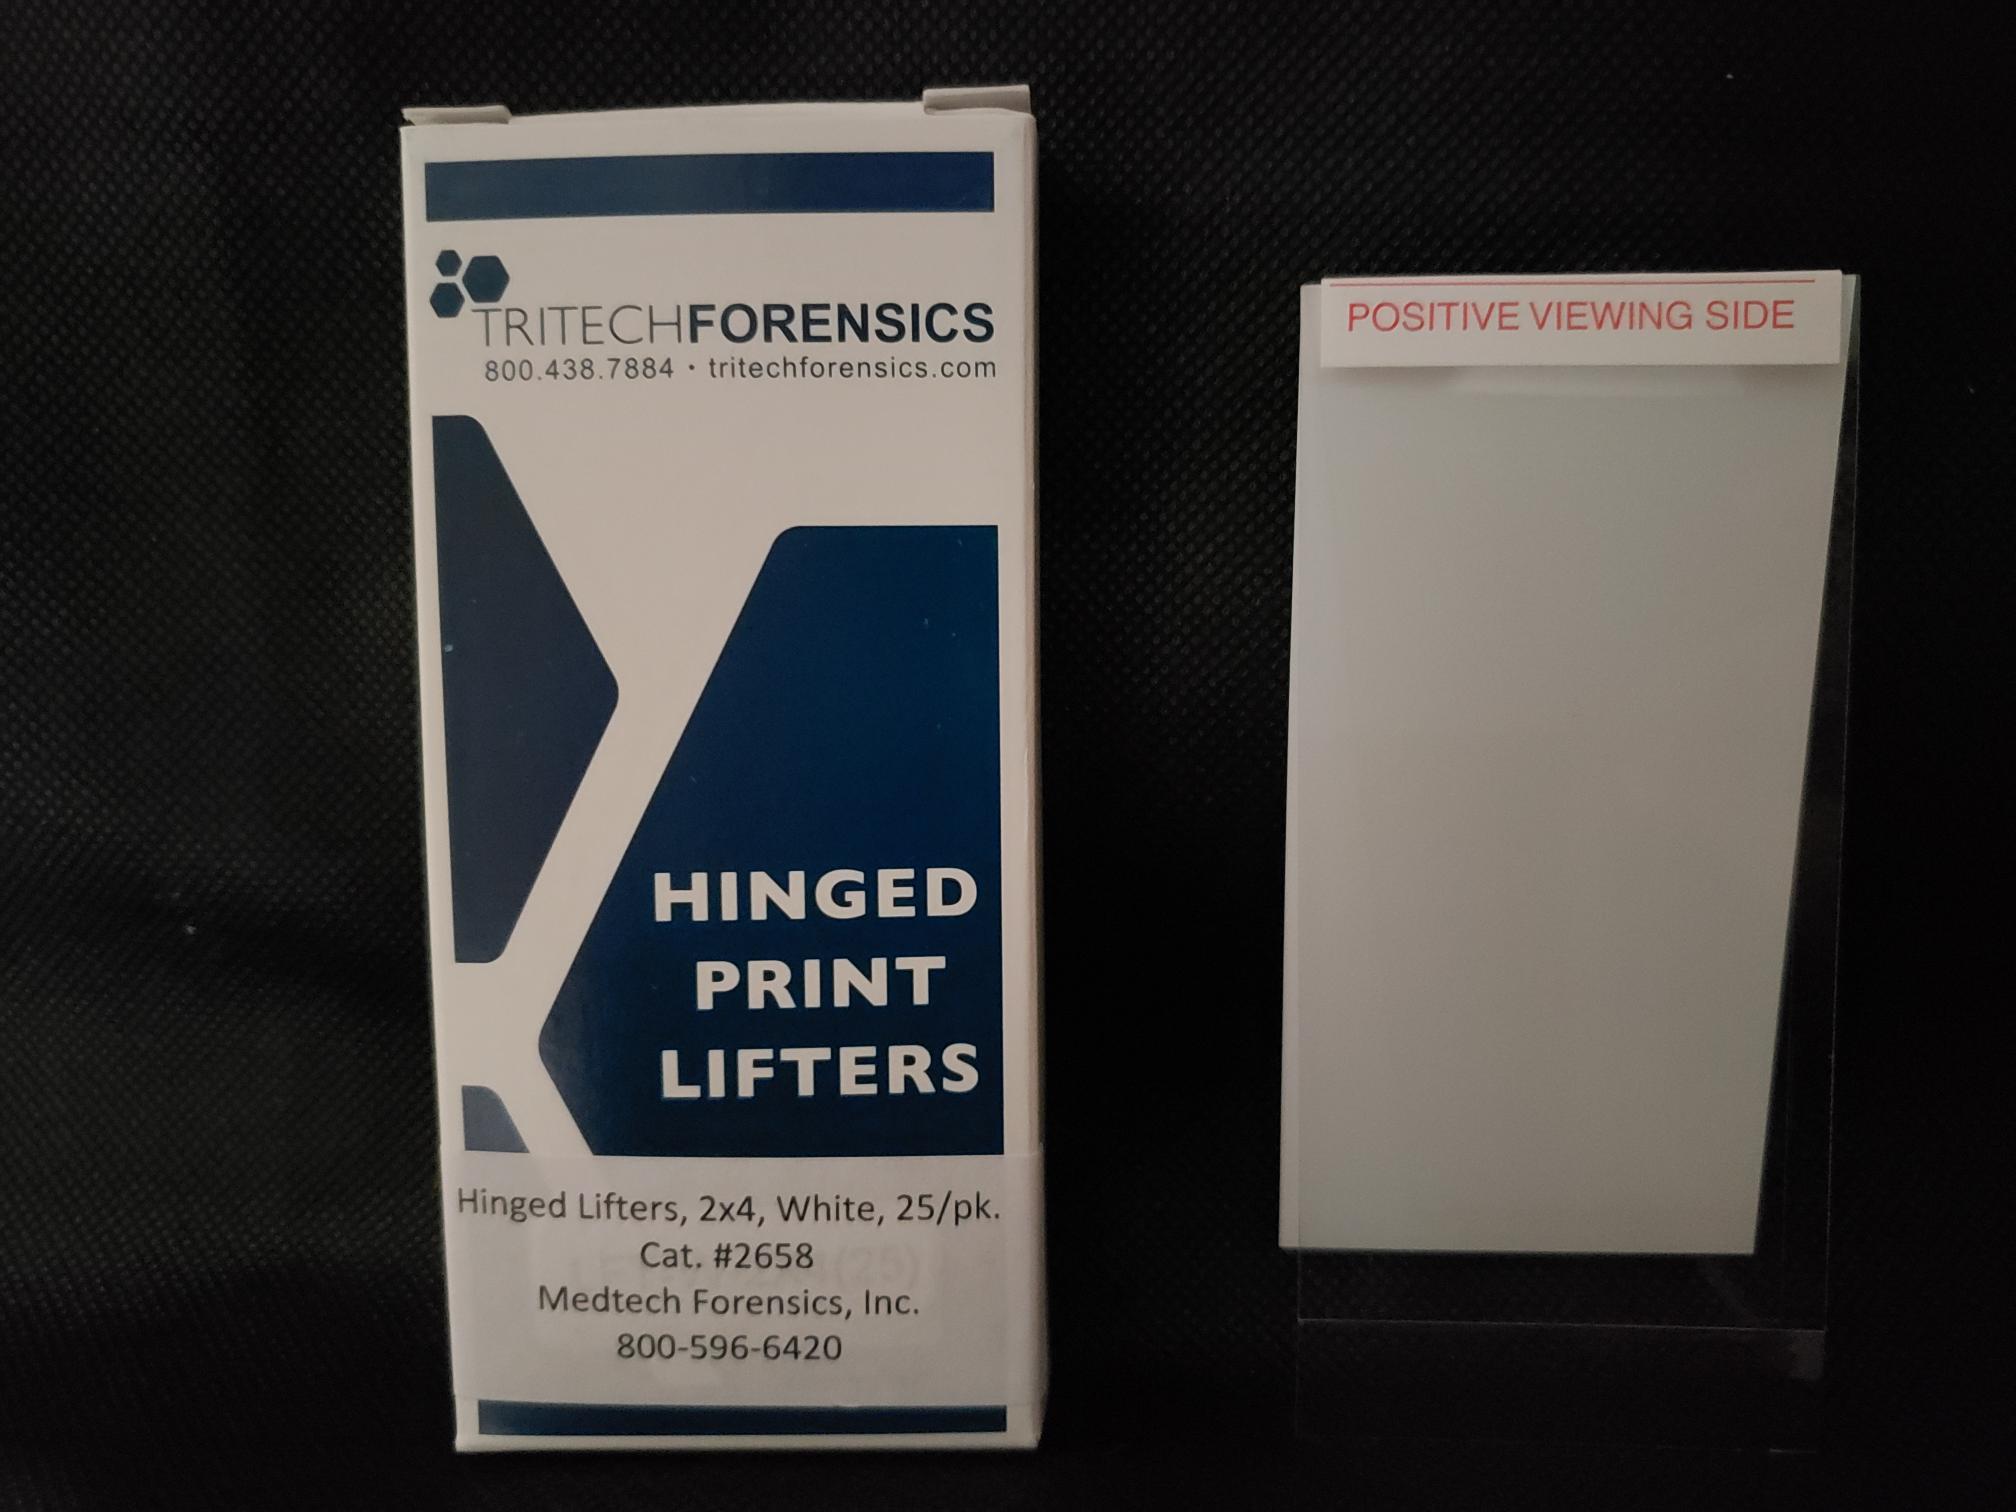 TRITECHFORENSICS
800.438.7884 • tritechforensics.com
HINGED
PRINT
LIFTERS
Hinged Lifters, 2x4, White, 25/pk.
Cat. #2658
Medtech Forensics, Inc.
800-596-6420
POSITIVE VIEWING SIDE